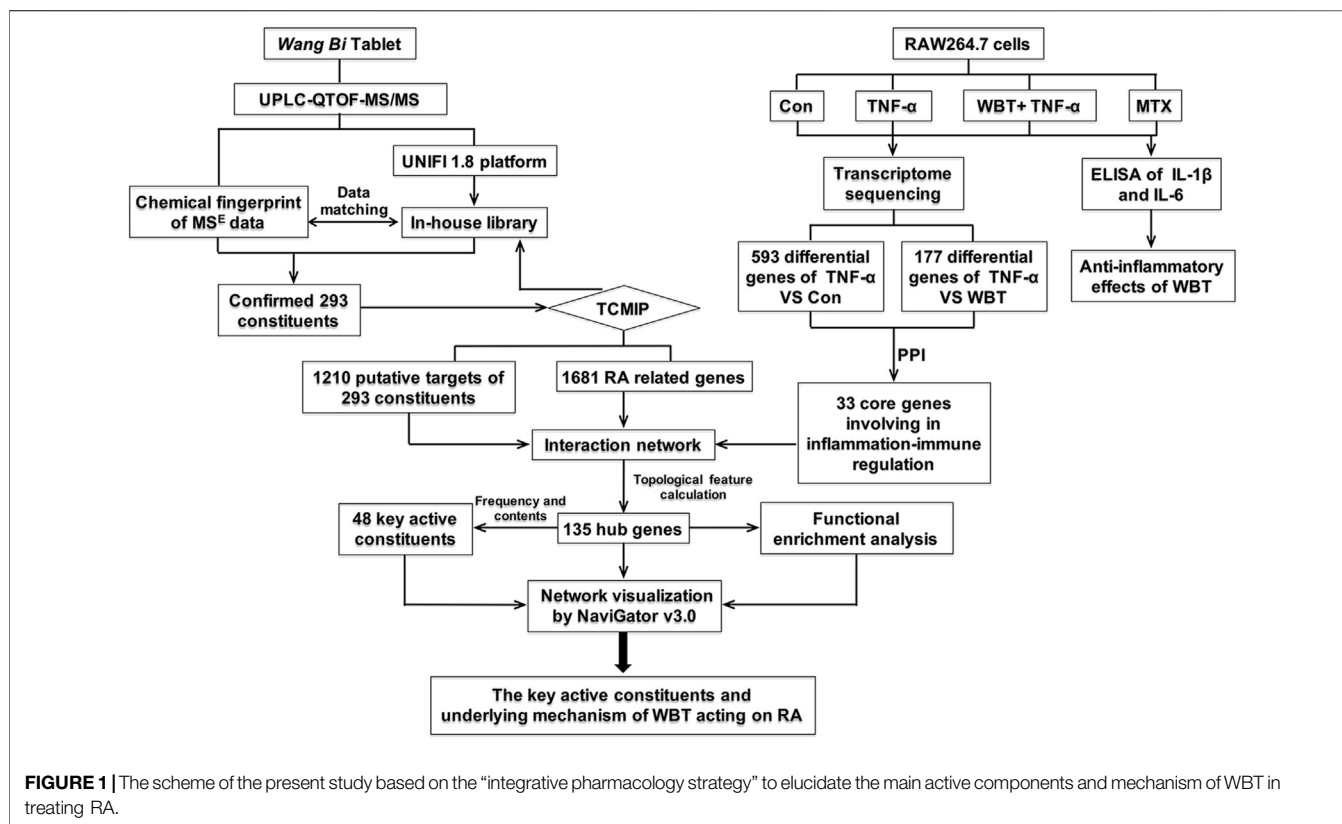 Wang Bi Tablet
UPLC-QTOF-MS/MS
UNIFI 1.8 platform
Chemical fingerprint
of MSᴱ data
Data
matching
In-house library
Confirmed 293
constituents
TCMIP
1210 putative targets of
293 constituents
1681 RA related genes
RAW264.7 cells
Con
TNF-α
WBT+ TNF-α
MTX
Transcriptome
sequencing
ELISA of IL-1β
and IL-6
593 differential
genes of TNF-α
VS Con
177 differential
genes of TNF-α
VS WBT
Anti-inflammatory
effects of WBT
PPI
33 core genes
involving in
inflammation-immune
regulation
Interaction network
Topological feature
calculation
Frequency and
contents
48 key active
constituents
135 hub genes
Functional
enrichment analysis
Network visualization
by NaviGator v3.0
The key active constituents and
underlying mechanism of WBT acting on RA
FIGURE 1 | The scheme of the present study based on the “integrative pharmacology strategy” to elucidate the main active components and mechanism of WBT in
treating RA.